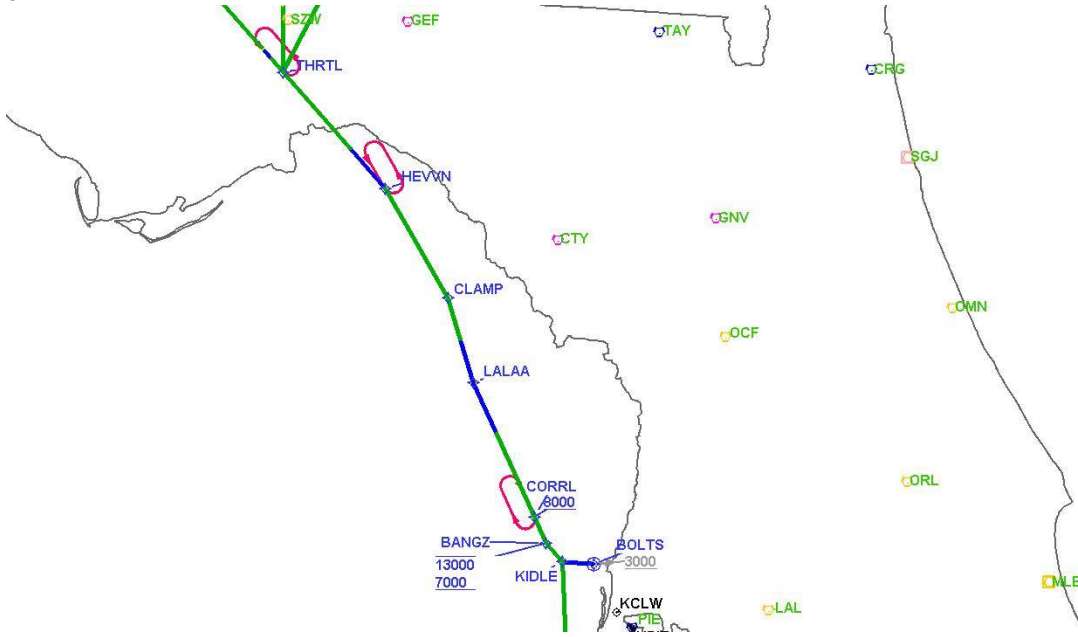 SZW
GEF
TAY
THRTL
CRG
SGJ
HEVVN
GNV
CTY
CLAMP
OMN
OCF
LALAA
ORL
CORRL
8000
BANGZ
BOLTS
13000
7000
KIDLE
3000
MLB
KCLW
LAL
PIE